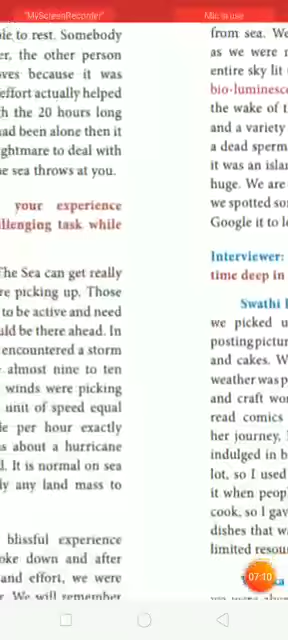 "MyScreenRecorder"
Mic in use
le to rest. Somebody
er, the other person
ves because it was
effort actually helped
h the 20 hours long
had been alone then it
ghtmare to deal with
e sea throws at you.
your experience
llenging task while
The Sea can get really
re picking up. Those
to be active and need
uld be there ahead. In
encountered a storm
almost nine to ten
winds were picking
unit of speed equal
le per hour exactly
s about a hurricane
d. It is normal on sea
ly any land mass to
blissful experience
oke down and after
and effort, we were
r. We will remember
from sea. We
as we were
entire sky lit
bio-luminesc
the wake of t
and a variety
a dead sperm
it was an islan
huge. We are
we spotted so
Google it to l
Interviewer:
time deep in
Swathi
we picked u
posting pictur
and cakes. W
weather was p
and craft wor
read comics
her journey,
indulged in b
lot, so I used
it when peop
cook, so I gav
dishes that w
limited resou
07:10